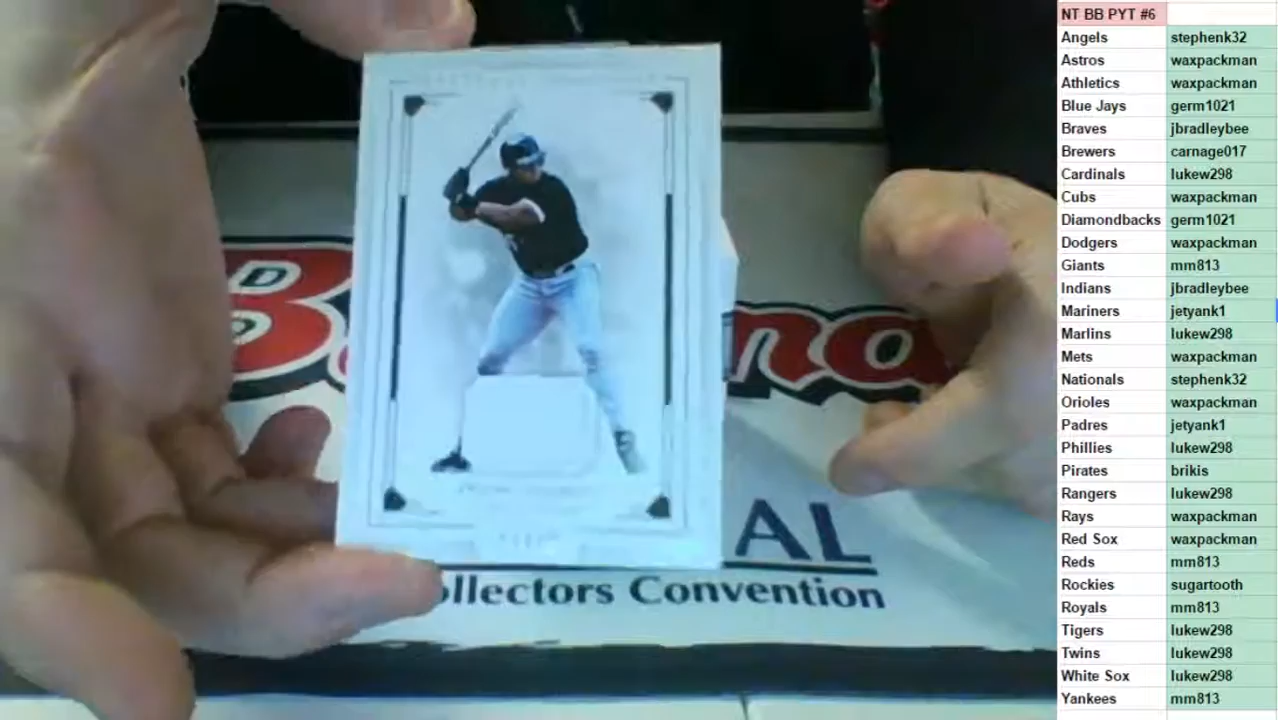 NT BB PYT #6
Angels stephenk32
Astros waxpackman
Athletics waxpackman
Blue Jays germ1021
Braves jbradleybee
Brewers carnage017
Cardinals lukew298
Cubs waxpackman
Diamondbacks germ1021
Dodgers waxpackman
Giants mm813
Indians jbradleybee
Mariners jetyank1
Marlins lukew298
Mets waxpackman
Nationals stephenk32
Orioles waxpackman
Padres jetyank1
Phillies lukew298
Pirates brikis
Rangers lukew298
Rays waxpackman
Red Sox waxpackman
Reds mm813
Rockies sugartooth
Royals mm813
Tigers lukew298
Twins lukew298
White Sox lukew298
Yankees mm813
AL
ollectors Convention